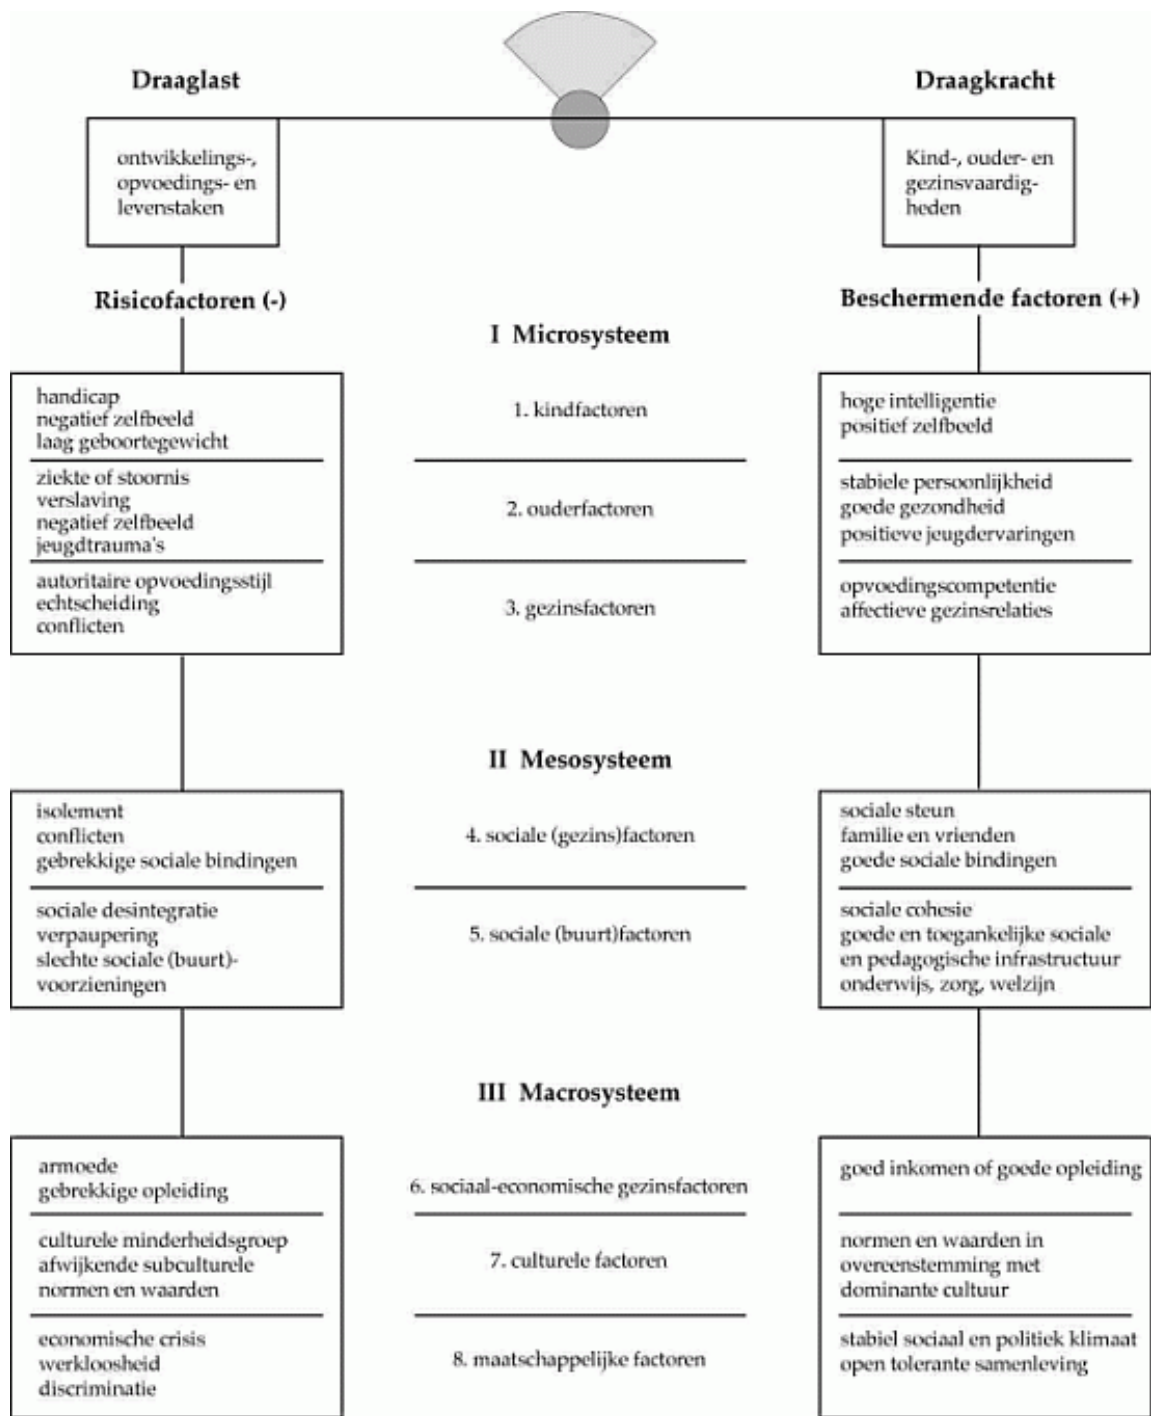 Draaglast
Draagkracht
ontwikkelings-,
opvoedings- en
levenstaken
Kind-, ouder- en
gezinsvaardig-
heden
Risicofactoren (-)
Beschermende factoren (+)
I Microsysteem
handicap
negatief zelfbeeld
laag geboortegewicht
1. kindfactoren
hoge intelligentie
positief zelfbeeld
ziekte of stoornis
verslaving
negatief zelfbeeld
jeugdtrauma's
2. ouderfactoren
stabiele persoonlijkheid
goede gezondheid
positieve jeugdervaringen
autoritaire opvoedingsstijl
echtscheiding
conflicten
3. gezinsfactoren
opvoedingscompetentie
affectieve gezinsrelaties
II Mesosysteem
isolement
conflicten
gebrekkige sociale bindingen
4. sociale (gezins)factoren
sociale steun
familie en vrienden
goede sociale bindingen
sociale desintegratie
verpaupering
slechte sociale (buurt)-
voorzieningen
5. sociale (buurt)factoren
sociale cohesie
goede en toegankelijke sociale
en pedagogische infrastructuur
onderwijs, zorg, welzijn
III Macrosysteem
armoede
gebrekkige opleiding
6. sociaal-economische gezinsfactoren
goed inkomen of goede opleiding
culturele minderheidsgroep
afwijkende subculturele
normen en waarden
7. culturele factoren
normen en waarden in
overeenstemming met
dominante cultuur
economische crisis
werkloosheid
discriminatie
8. maatschappelijke factoren
stabiel sociaal en politiek klimaat
open tolerante samenleving